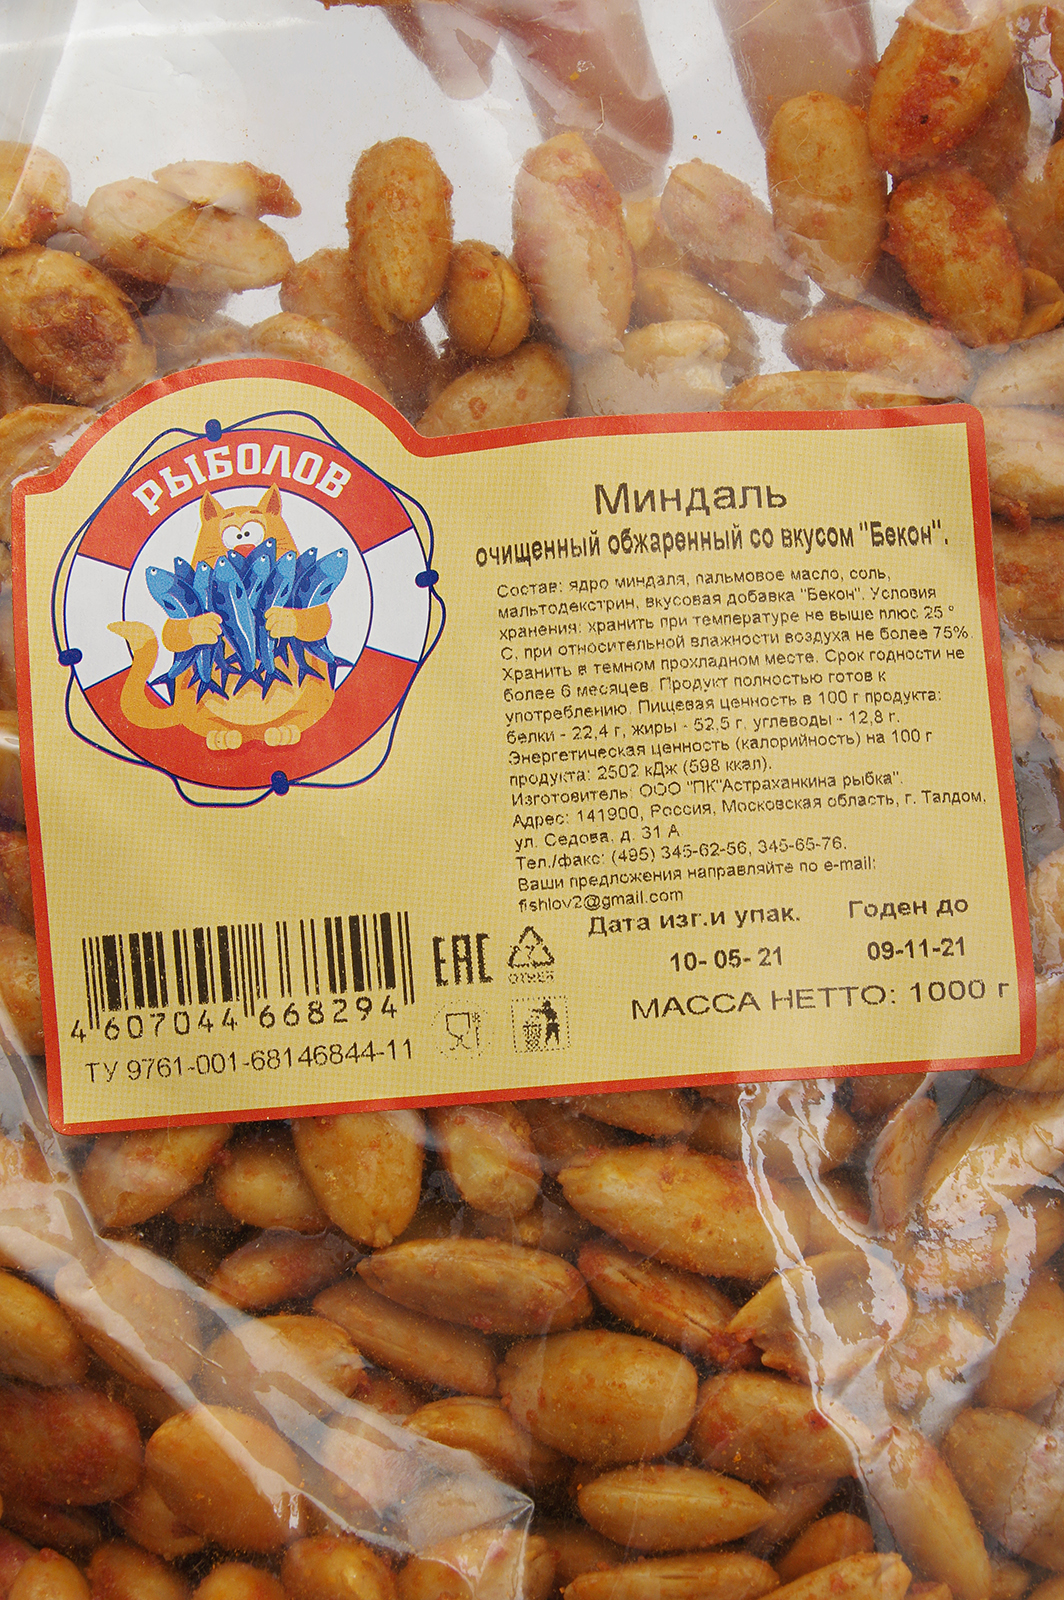 РЫБОЛОВ
Миндаль
очищенный обжаренный со вкусом "Бекон".
Состав: ядро миндаля, пальмовое масло, соль,
мальтодекстрин, вкусовая добавка "Бекон". Условия
хранения: хранить при температуре не выше плюс 25 °
С, при относительной влажности воздуха не более 75%.
Хранить в темном прохладном месте. Срок годности не
более 6 месяцев. Продукт полностью готов к
употреблению. Пищевая ценность в 100 г продукта:
белки - 22,4 г, жиры - 52,5 г, углеводы - 12,8 г.
Энергетическая ценность (калорийность) на 100 г
продукта: 2502 кДж (598 ккал).
Изготовитель: ООО "ПК"Астраханкина рыбка".
Адрес: 141900, Россия, Московская область, г. Талдом,
ул. Седова, д. 31 А
Тел./факс: (495) 345-62-56, 345-65-76.
Ваши предложения направляйте по e-mail:
fishlov2@gmail.com
Дата изг.и упак. Годен до
10- 05- 21 09-11-21
МАССА НЕТТО: 1000 г
EAC
7
OTHER
4 607044 668294
ТУ 9761-001-68146844-11